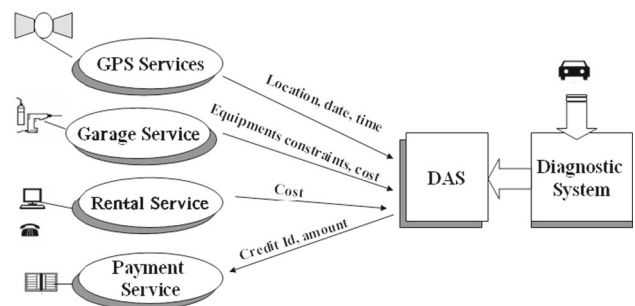 GPS Services
Location, date, time
Garage Service
Equipments constraints, cost
Rental Service
Cost
Credit Id, amount
Payment
Service
DAS
Diagnostic
System